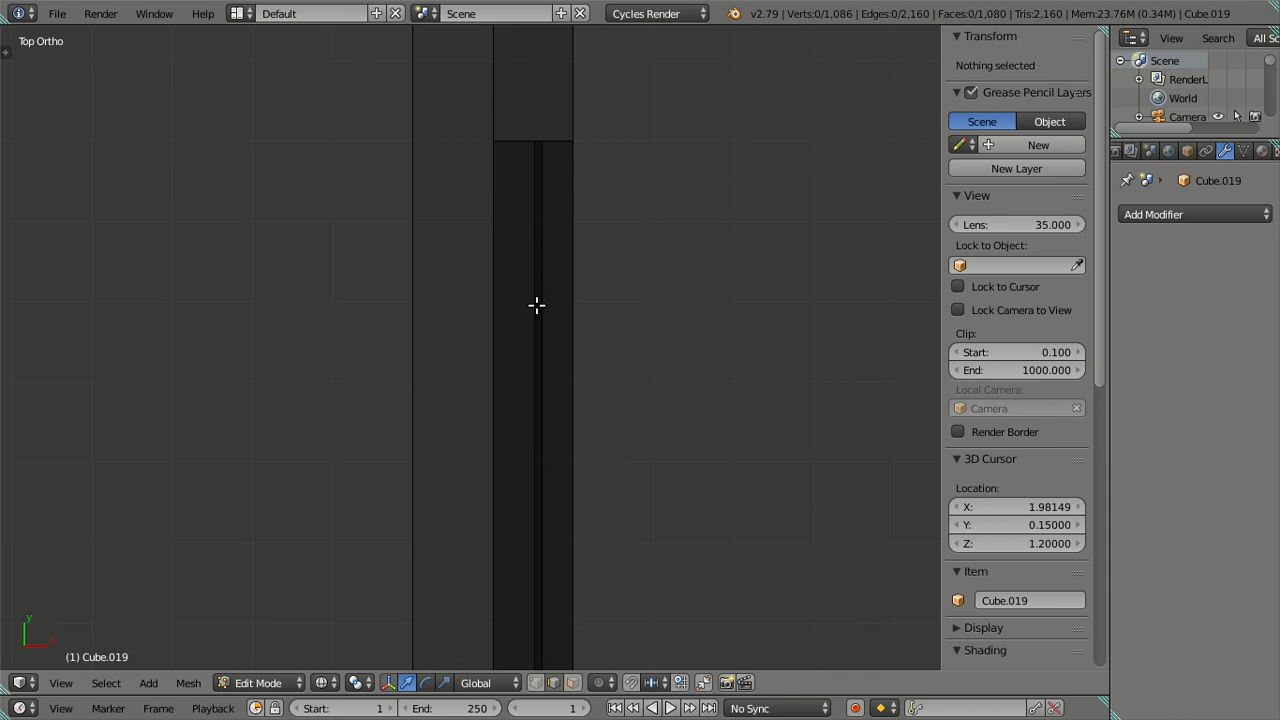 File Render Window Help Default Scene Cycles Render v2.79 | Verts:0/1,086 | Edges:0/2,160 | Faces:0/1,080 | Tris:2,160 | Mem:23.76M (0.34M) | Cube.019
Top Ortho
Transform
Nothing selected
Grease Pencil Layers
Scene Object
New
New Layer
View
Lens: 35.000
Lock to Object:
Lock to Cursor
Lock Camera to View
Clip:
Start: 0.100
End: 1000.000
Local Camera:
Camera
Render Border
3D Cursor
Location:
X: 1.98149
Y: 0.15000
Z: 1.20000
Item
Cube.019
Display
Shading
View Search All Sc
Scene
RenderL
World
Camera
Cube.019
Add Modifier
y
x
(1) Cube.019
View Select Add Mesh Edit Mode Global
View Marker Frame Playback Start: 1 End: 250 1 No Sync